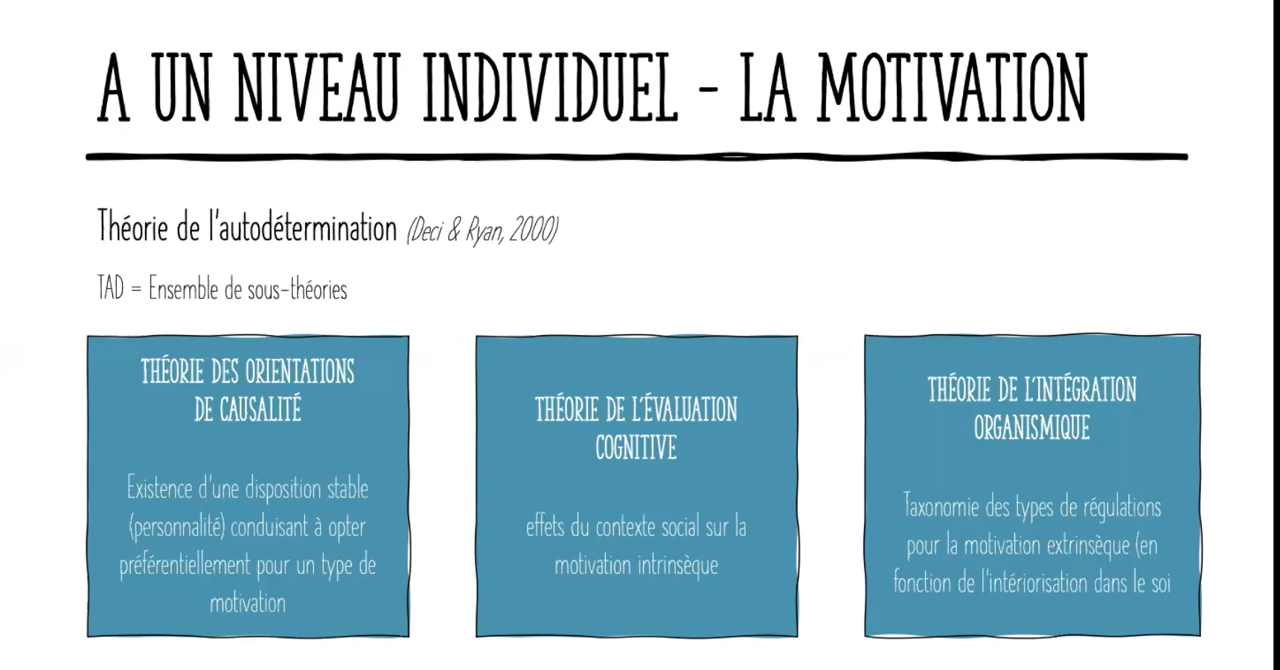 A UN NIVEAU INDIVIDUEL - LA MOTIVATION
Théorie de l'autodétermination (Deci & Ryan, 2000)
TAD = Ensemble de sous-théories
THÉORIE DES ORIENTATIONS
DE CAUSALITÉ
Existence d'une disposition stable
(personnalité) conduisant à opter
préférentiellement pour un type de
motivation
THÉORIE DE L'ÉVALUATION
COGNITIVE
effets du contexte social sur la
motivation intrinsèque
THÉORIE DE L'INTÉGRATION
ORGANISMIQUE
Taxonomie des types de régulations
pour la motivation extrinsèque (en
fonction de l'intériorisation dans le soi